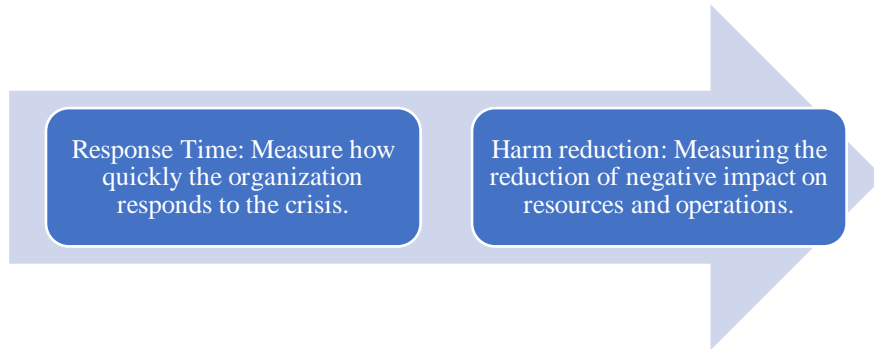 Response Time: Measure how
quickly the organization
responds to the crisis.
Harm reduction: Measuring the
reduction of negative impact on
resources and operations.